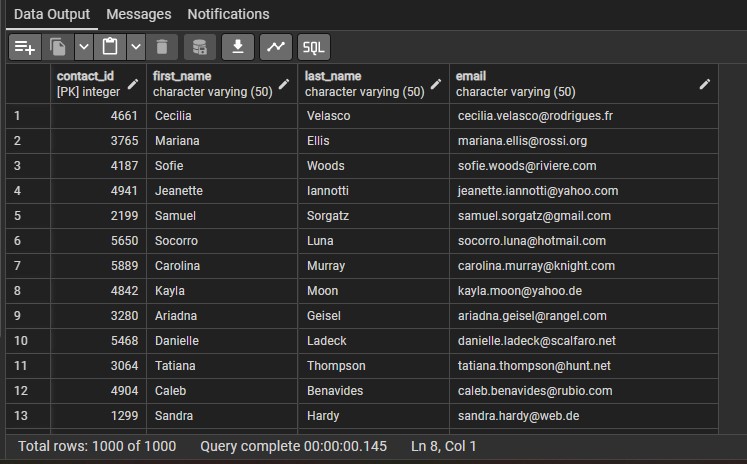 Data Output Messages Notifications
SQL
contact_id first_name last_name email
[PK] integer character varying (50) character varying (50) character varying (50)
1 4661 Cecilia Velasco cecilia.velasco@rodrigues.fr
2 3765 Mariana Ellis mariana.ellis@rossi.org
3 4187 Sofie Woods sofie.woods@riviere.com
4 4941 Jeanette Iannotti jeanette.iannotti@yahoo.com
5 2199 Samuel Sorgatz samuel.sorgatz@gmail.com
6 5650 Socorro Luna socorro.luna@hotmail.com
7 5889 Carolina Murray carolina.murray@knight.com
8 4842 Kayla Moon kayla.moon@yahoo.de
9 3280 Ariadna Geisel ariadna.geisel@rangel.com
10 5468 Danielle Ladeck danielle.ladeck@scalfaro.net
11 3064 Tatiana Thompson tatiana.thompson@hunt.net
12 4904 Caleb Benavides caleb.benavides@rubio.com
13 1299 Sandra Hardy sandra.hardy@web.de
Total rows: 1000 of 1000 Query complete 00:00:00.145 Ln 8, Col 1